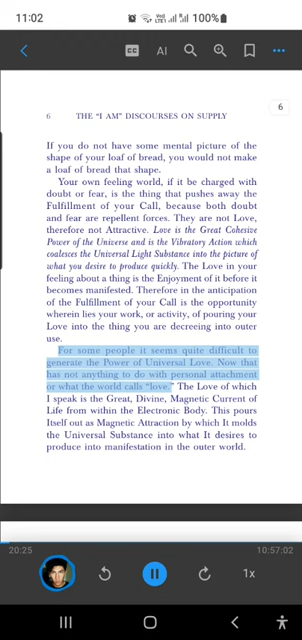 11:02
100%
CC
AI
6
6 THE "I AM" DISCOURSES ON SUPPLY
If you do not have some mental picture of the
shape of your loaf of bread, you would not make
a loaf of bread that shape.
Your own feeling world, if it be charged with
doubt or fear, is the thing that pushes away the
Fulfillment of your Call, because both doubt
and fear are repellent forces. They are not Love,
therefore not Attractive. Love is the Great Cohesive
Power of the Universe and is the Vibratory Action which
coalesces the Universal Light Substance into the picture of
what you desire to produce quickly. The Love in your
feeling about a thing is the Enjoyment of it before it
becomes manifested. Therefore in the anticipation
of the Fulfillment of your Call is the opportunity
wherein lies your work, or activity, of pouring your
Love into the thing you are decreeing into outer
use.
For some people it seems quite difficult to
generate the Power of Universal Love. Now that
has not anything to do with personal attachment
or what the world calls "love." The Love of which
I speak is the Great, Divine, Magnetic Current of
Life from within the Electronic Body. This pours
Itself out as Magnetic Attraction by which It molds
the Universal Substance into what It desires to
produce into manifestation in the outer world.
20:25
10:57:02
1x